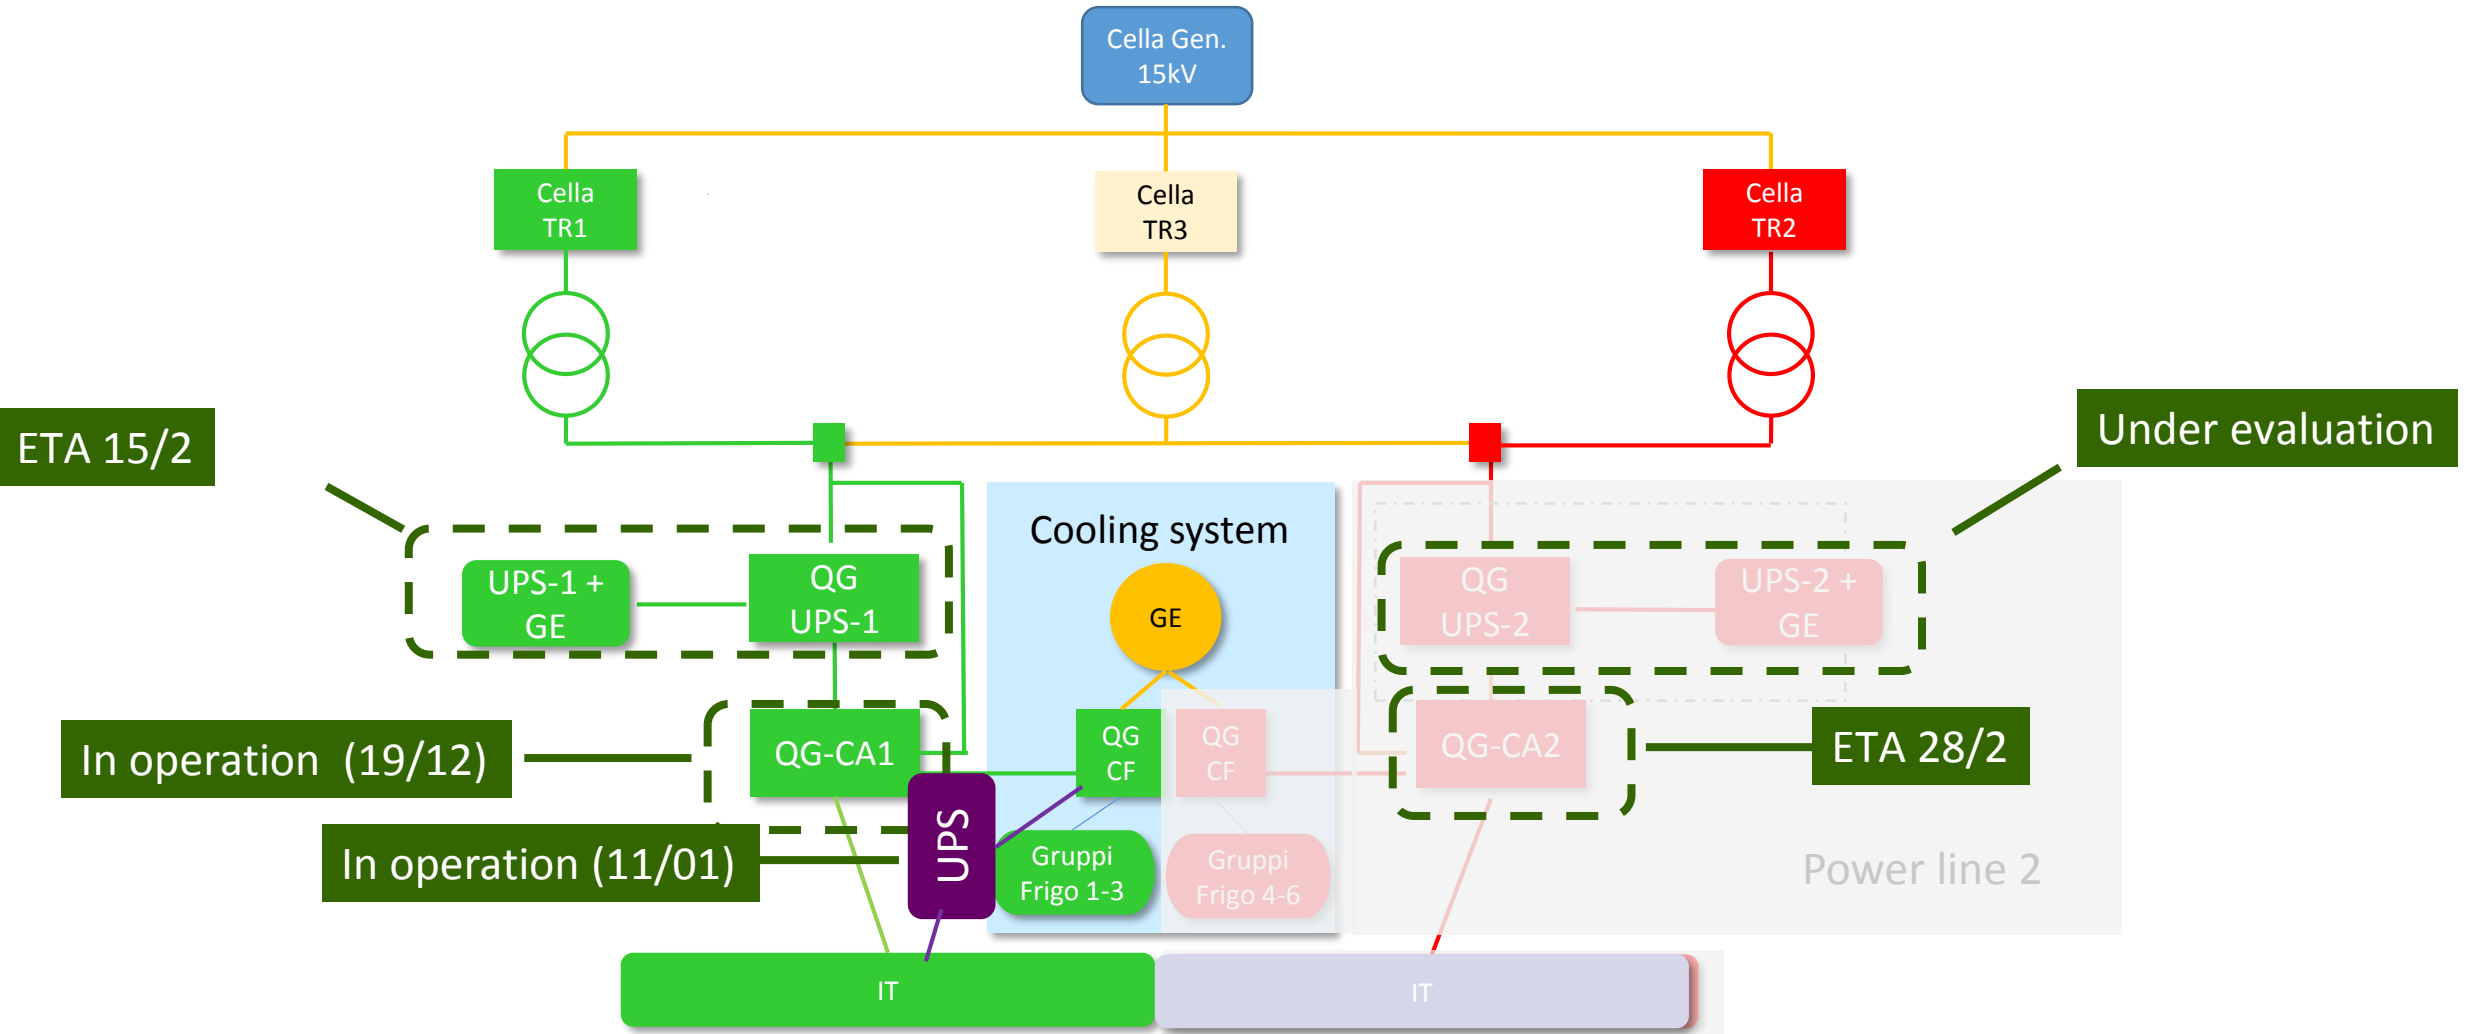 Cella Gen.
15kV
Cella
TR1
Cella
TR3
Cella
TR2
ETA 15/2
Under evaluation
Cooling system
UPS-1 +
GE
QG
UPS-1
GE
QG
UPS-2
UPS-2 +
GE
In operation  (19/12)
QG-CA1
QG
CF
QG
CF
QG-CA2
ETA 28/2
In operation (11/01)
UPS
Gruppi
Frigo 1-3
Gruppi
Frigo 4-6
Power line 2
IT
IT